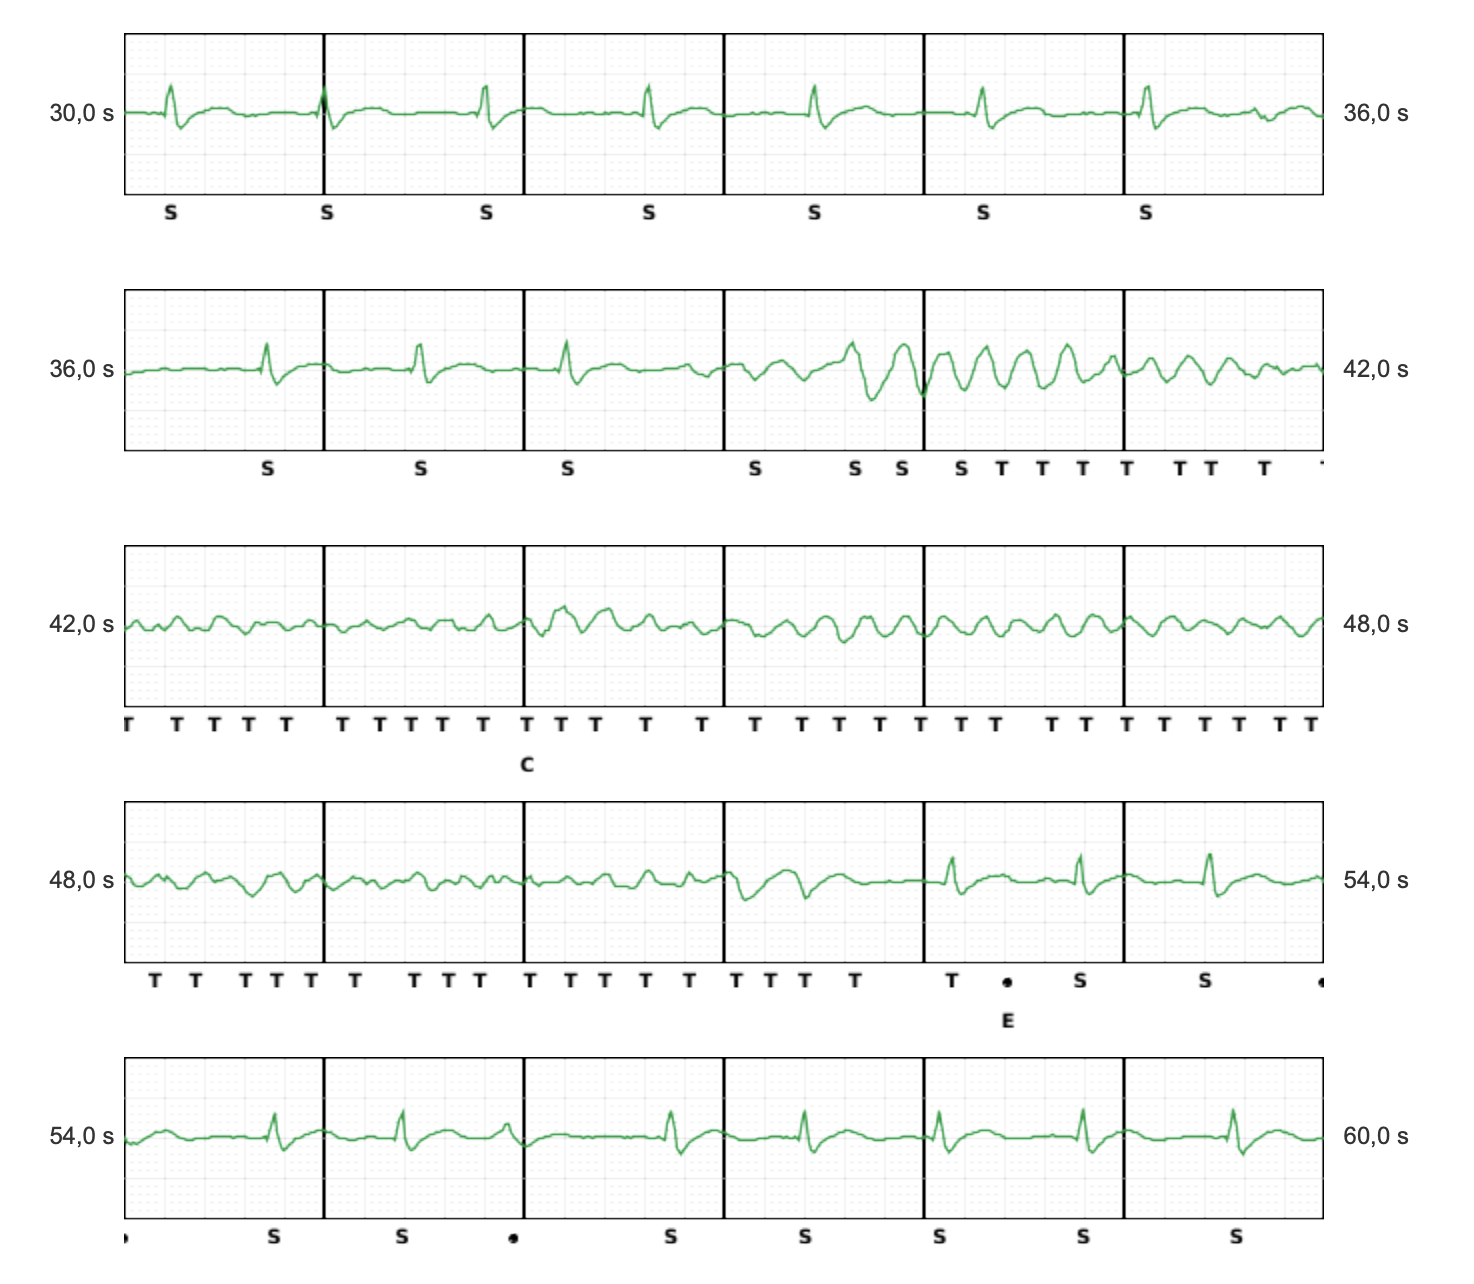 30,0 s 36,0 s
S S S S S S S
36,0 s 42,0 s
S S S S S S S T T T T T T T T
42,0 s 48,0 s
T T T T T T T T T T T T T T T T T T T T T T T T T T T T T T
C
48,0 s 54,0 s
T T T T T T T T T T T T T T T T T T T • S S •
E
54,0 s 60,0 s
• S S • S S S S S